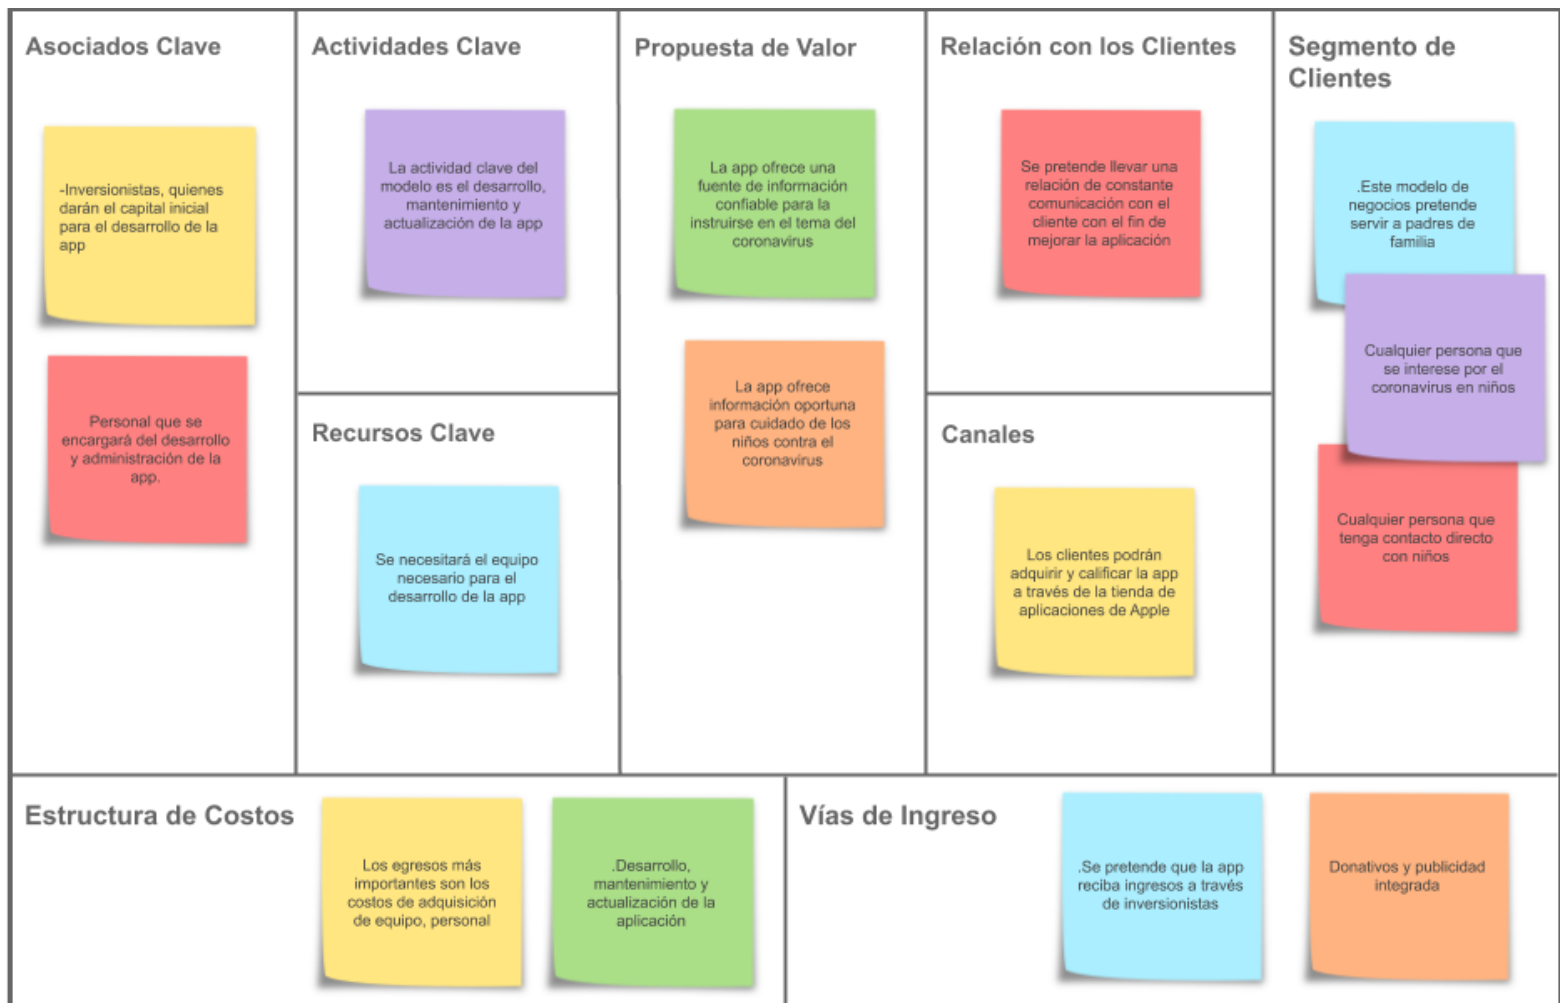 Asociados Clave
-Inversionistas, quienes
darán el capital inicial
para el desarrollo de la
app
Personal que se
encargará del desarrollo
y administración de la
app.
Actividades Clave
La actividad clave del
modelo es el desarrollo,
mantenimiento y
actualización de la app
Recursos Clave
Se necesitará el equipo
necesario para el
desarrollo de la app
Propuesta de Valor
La app ofrece una
fuente de información
confiable para la
instruirse en el tema del
coronavirus
La app ofrece
información oportuna
para cuidado de los
niños contra el
coronavirus
Relación con los Clientes
Se pretende llevar una
relación de constante
comunicación con el
cliente con el fin de
mejorar la aplicación
Canales
Los clientes podrán
adquirir y calificar la app
a través de la tienda de
aplicaciones de Apple
Segmento de
Clientes
.Este modelo de
negocios pretende
servir a padres de
familia
Cualquier persona que
se interese por el
coronavirus en niños
Cualquier persona que
tenga contacto directo
con niños
Estructura de Costos
Los egresos más
importantes son los
costos de adquisición
de equipo, personal
.Desarrollo,
mantenimiento y
actualización de la
aplicación
Vías de Ingreso
.Se pretende que la app
reciba ingresos a través
de inversionistas
Donativos y publicidad
integrada